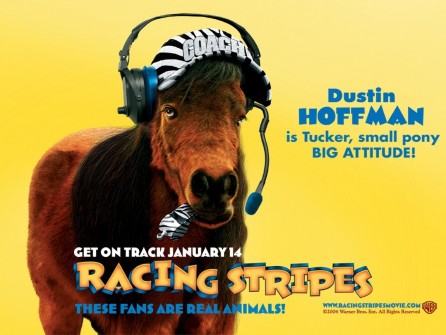 COACH
Dustin
HOFFMAN
is Tucker, small pony
BIG ATTITUDE!
GET ON TRACK JANUARY 14
RACING STRIPES
THESE FANS ARE REAL ANIMALS!
WWW.RACINGSTRIPESMOVIE.COM
©2004 Warner Bros. Ent. All Rights Reserved